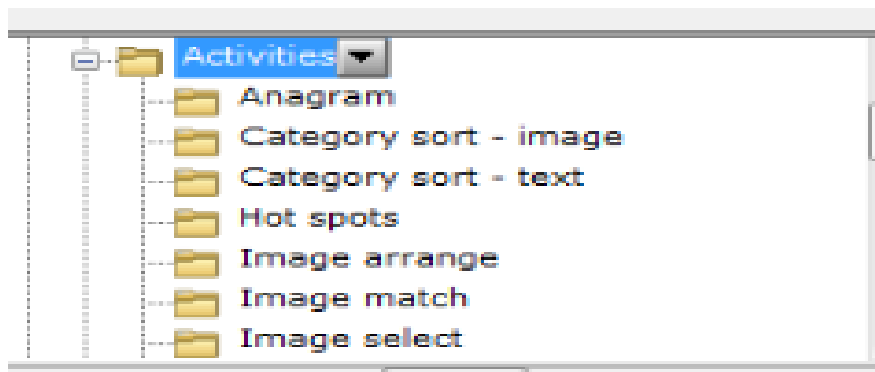 Activities
Anagram
Category sort - image
Category sort - text
Hot spots
Image arrange
Image match
Image select